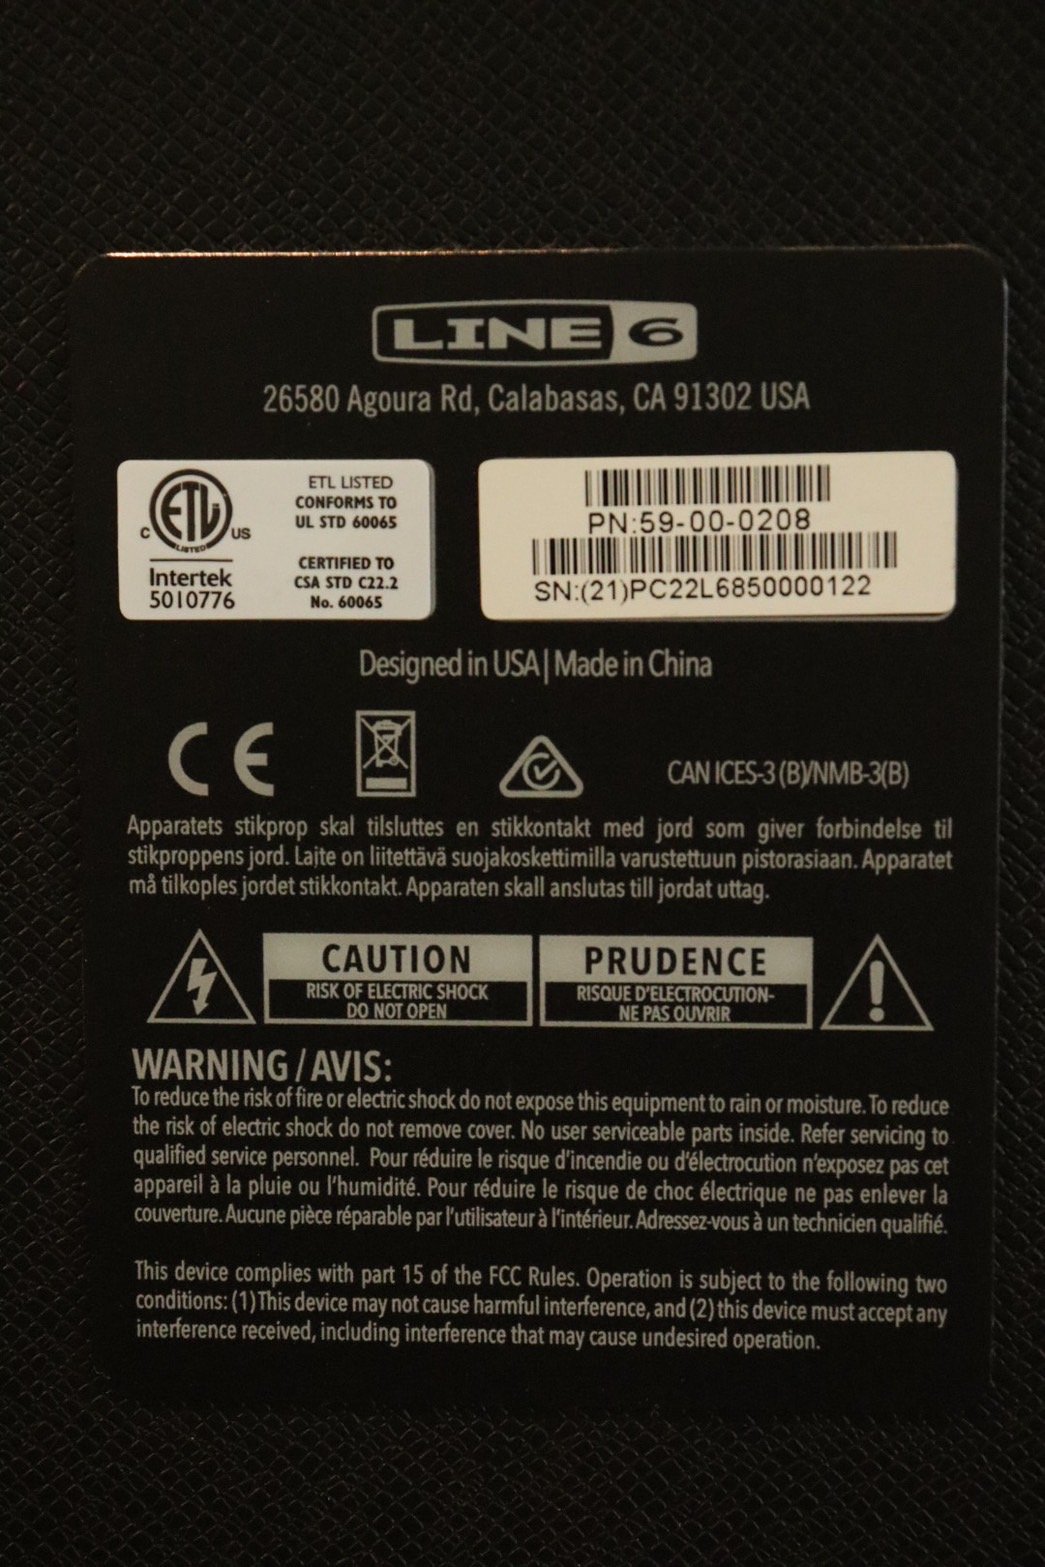 LINE 6
26580 Agoura Rd, Calabasas, CA 91302 USA
ETL LISTED
CONFORMS TO
UL STD 60065
C ETL US
LISTED
CERTIFIED TO
CSA STD C22.2
No. 60065
Intertek
5010776
PN:59-00-0208
SN:(21)PC22L6850000122
Designed in USA | Made in China
CE
CAN ICES-3 (B)/NMB-3(B)
Apparatets stikprop skal tilsluttes en stikkontakt med jord som giver forbindelse til
stikproppens jord. Laite on liitettävä suojakoskettimilla varustettuun pistorasiaan. Apparatet
må tilkoples jordet stikkontakt. Apparaten skall anslutas till jordat uttag.
CAUTION
RISK OF ELECTRIC SHOCK
DO NOT OPEN
PRUDENCE
RISQUE D'ELECTROCUTION-
NE PAS OUVRIR
WARNING / AVIS:
To reduce the risk of fire or electric shock do not expose this equipment to rain or moisture. To reduce
the risk of electric shock do not remove cover. No user serviceable parts inside. Refer servicing to
qualified service personnel. Pour réduire le risque d'incendie ou d'électrocution n'exposez pas cet
appareil à la pluie ou l'humidité. Pour réduire le risque de choc électrique ne pas enlever la
couverture. Aucune pièce réparable par l'utilisateur à l'intérieur. Adressez-vous à un technicien qualifié.
This device complies with part 15 of the FCC Rules. Operation is subject to the following two
conditions: (1) This device may not cause harmful interference, and (2) this device must accept any
interference received, including interference that may cause undesired operation.